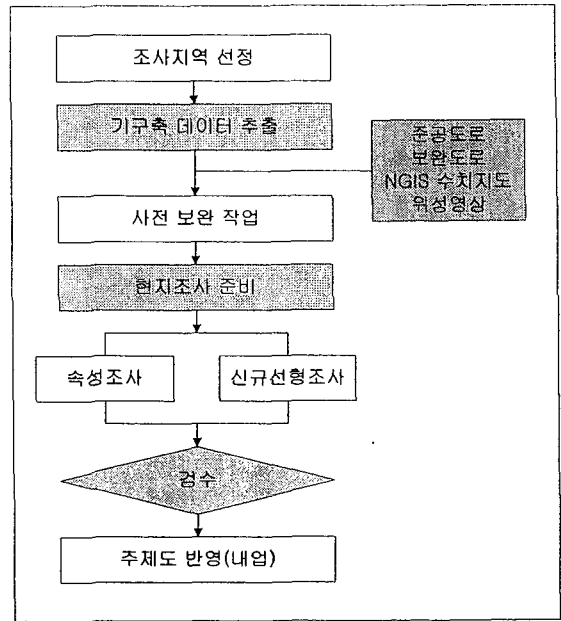 조사지역 선정
기구축 데이터 추출
준공도로
보완도로
NGIS 수치지도
위성영상
사전 보완 작업
현지조사 준비
속성조사
신규선형조사
검수
주제도 반영(내업)